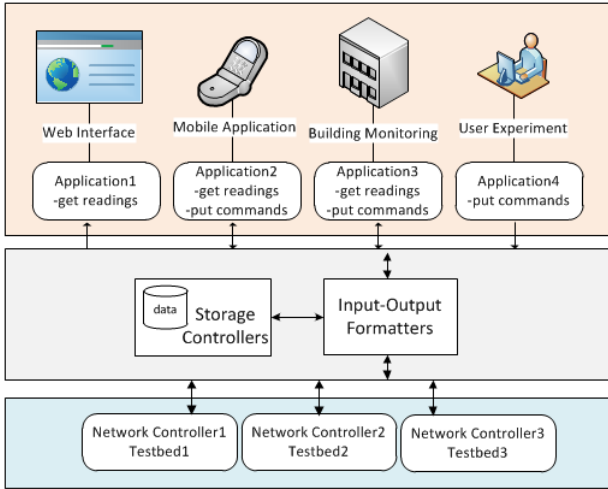 Web Interface
Mobile Application
Building Monitoring
User Experiment
Application1
-get readings
Application2
-get readings
-put commands
Application3
-get readings
-put commands
Application4
-put commands
data
Storage
Controllers
Input-Output
Formatters
Network Controller1
Testbed1
Network Controller2
Testbed2
Network Controller3
Testbed3